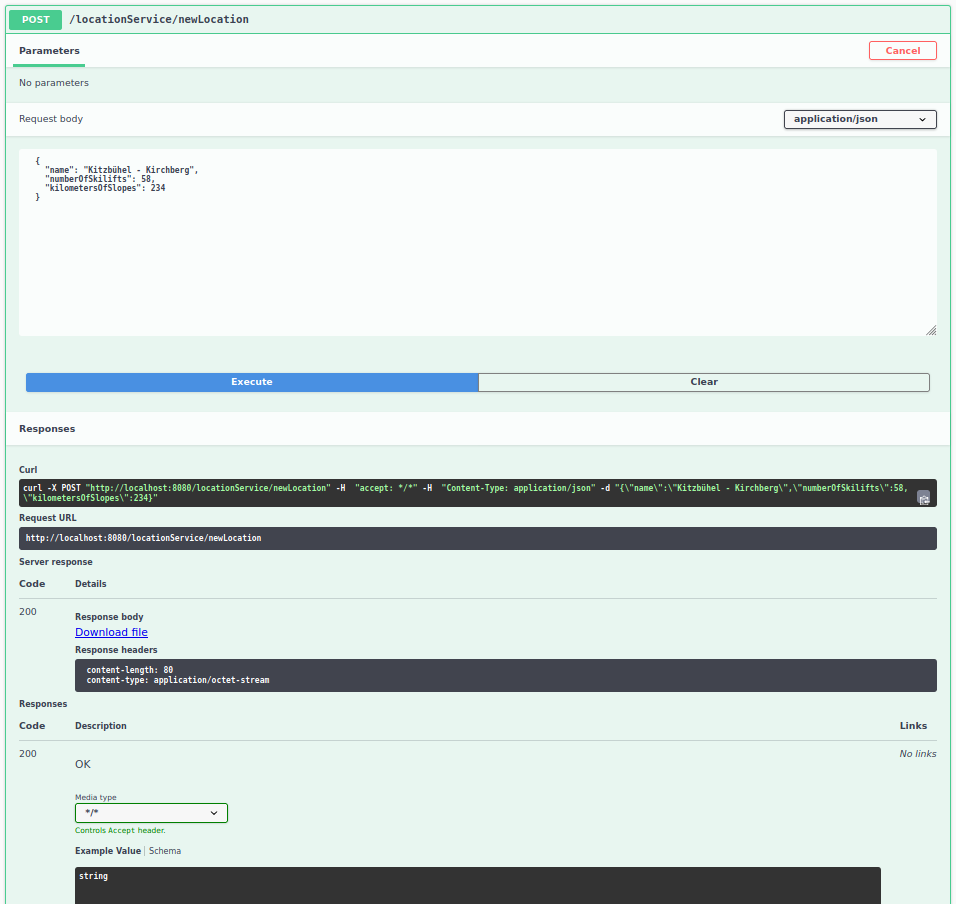 POST /locationService/newLocation
Parameters Cancel
No parameters
Request body application/json
{
"name": "Kitzbühel - Kirchberg",
"numberOfSkilifts": 58,
"kilometersOfSlopes": 234
}
Execute Clear
Responses
Curl
curl -X POST "http://localhost:8080/locationService/newLocation" -H  "accept: */*" -H  "Content-Type: application/json" -d "{\"name\":\"Kitzbühel - Kirchberg\",\"numberOfSkilifts\":58,
\"kilometersOfSlopes\":234}"
Request URL
http://localhost:8080/locationService/newLocation
Server response
Code Details
200
Response body
Download file
Response headers
content-length: 80
content-type: application/octet-stream
Responses
Code Description Links
200 No links
OK
Media type
*/*
Controls Accept header.
Example Value | Schema
string